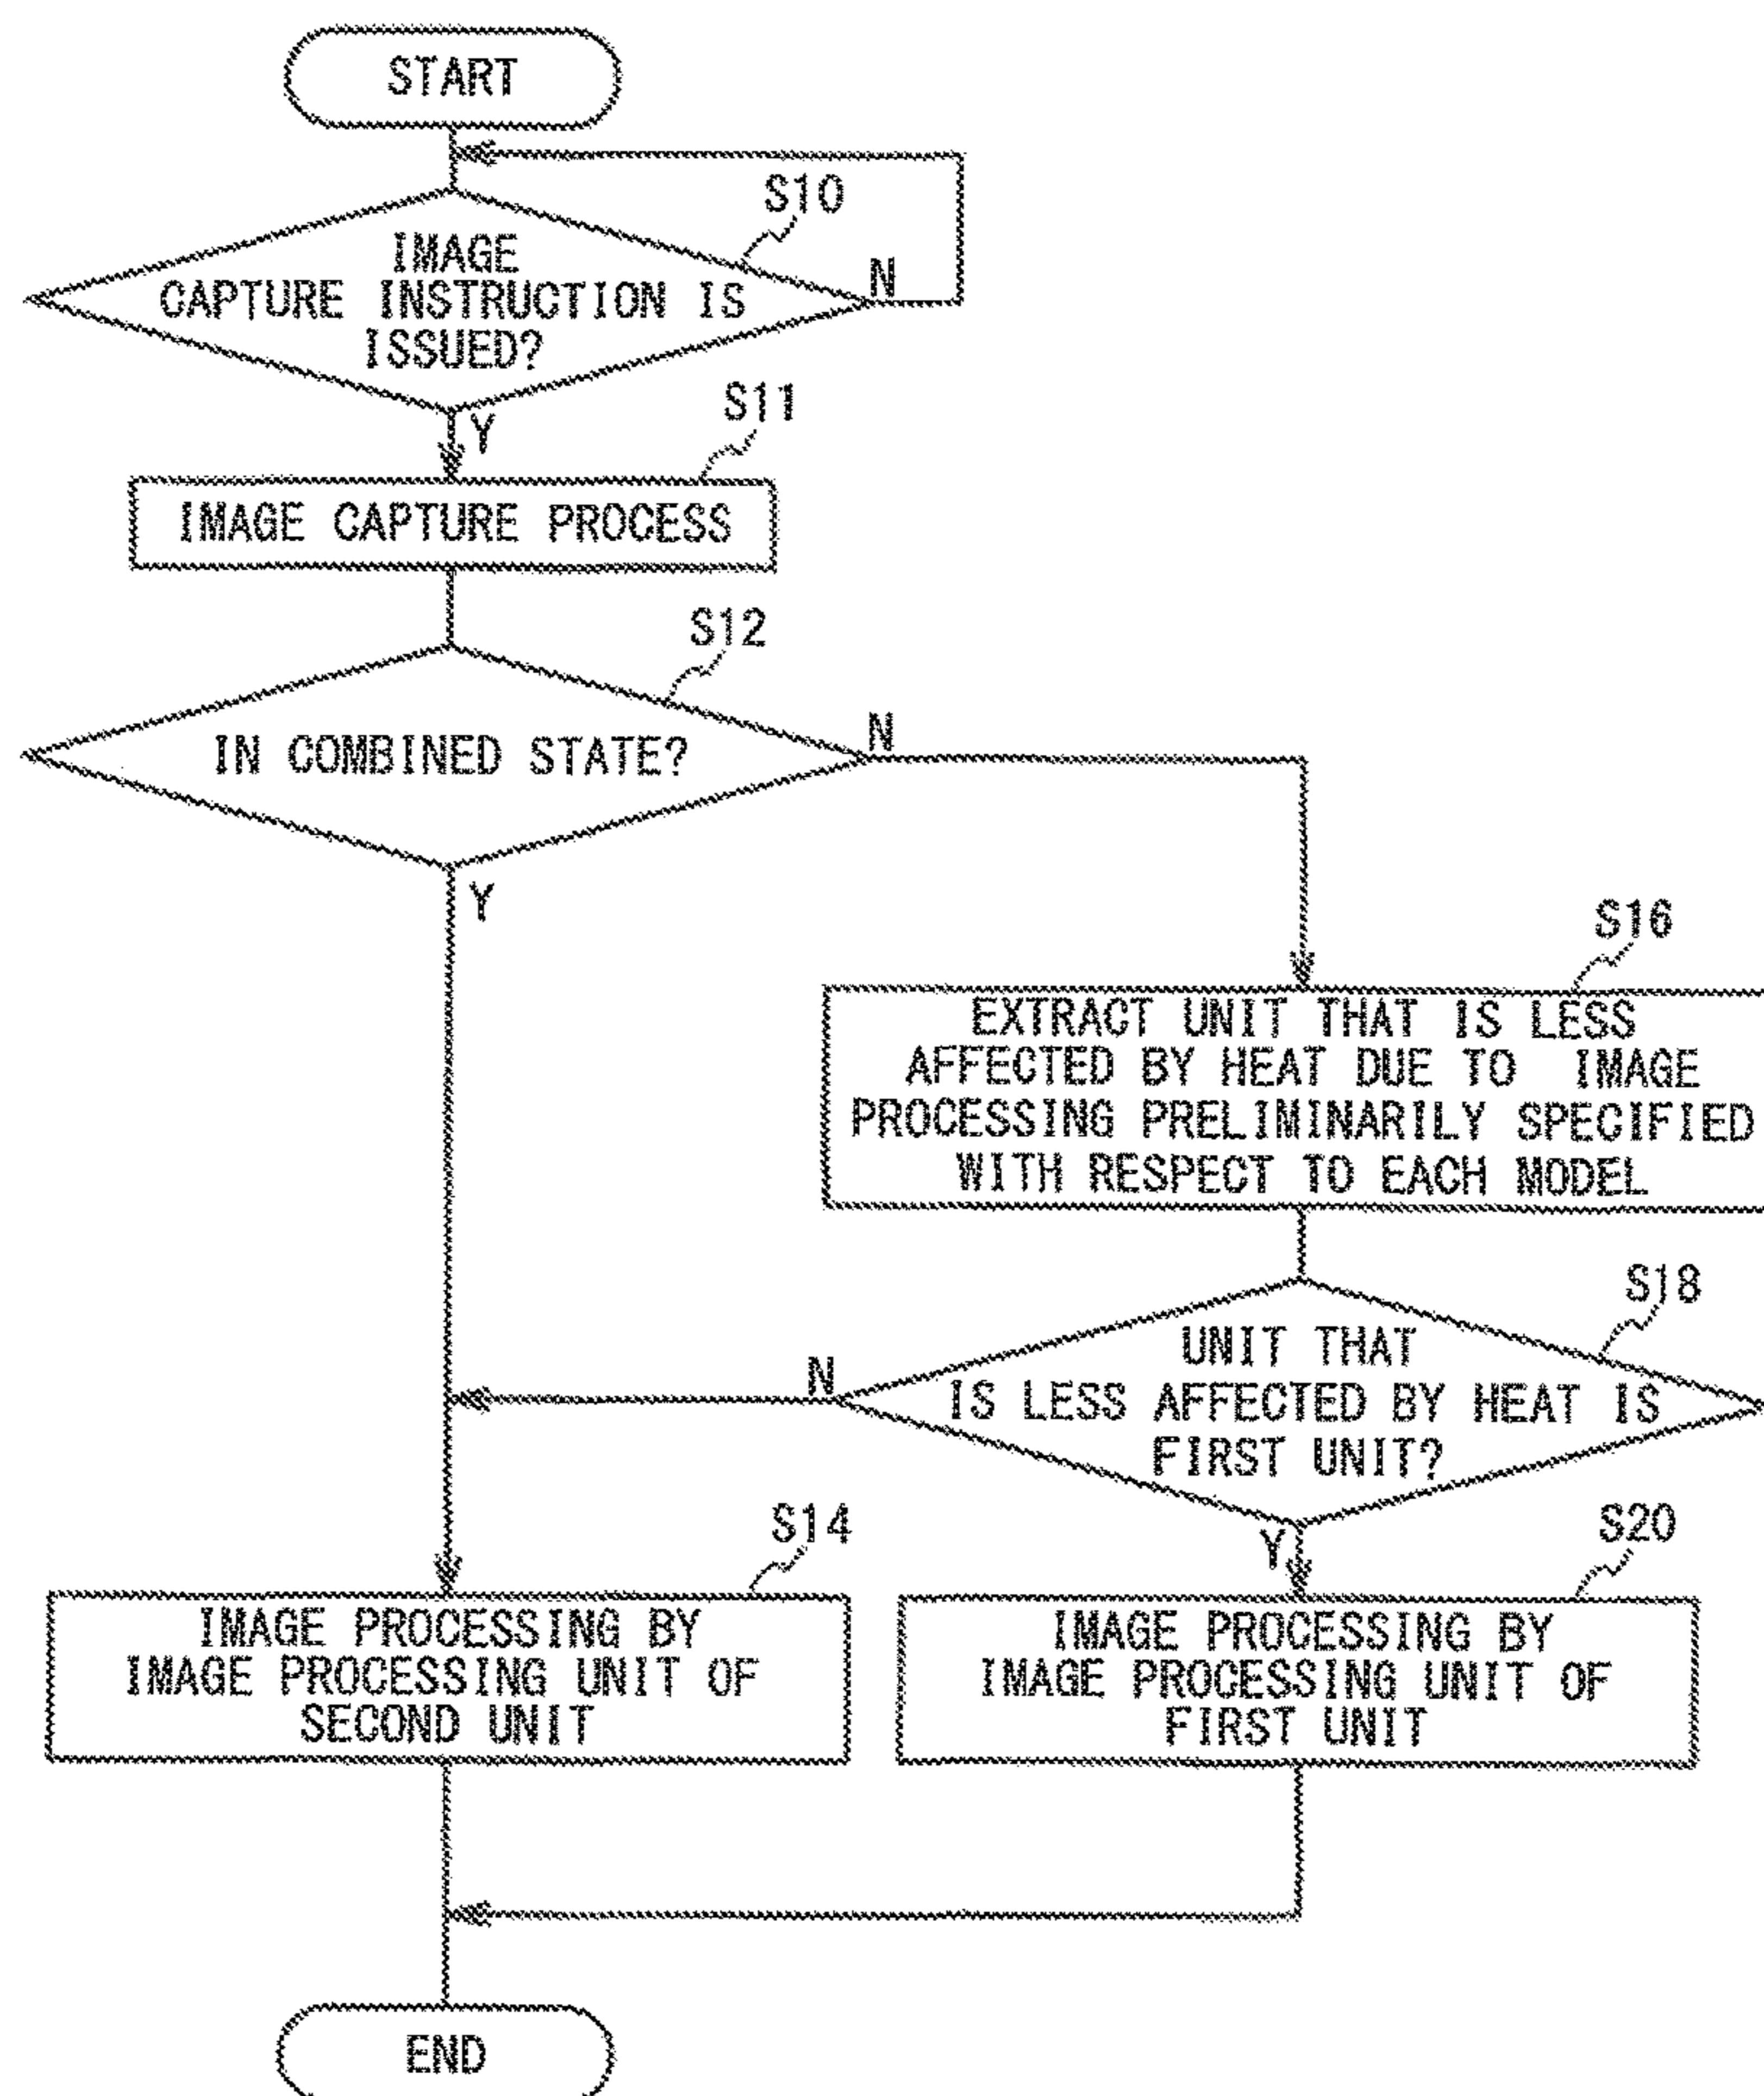 START
S10
IMAGE
CAPTURE INSTRUCTION IS
ISSUED?
N
Y
S11
IMAGE CAPTURE PROCESS
S12
IN COMBINED STATE?
N
Y
S16
EXTRACT UNIT THAT IS LESS
AFFECTED BY HEAT DUE TO IMAGE
PROCESSING PRELIMINARILY SPECIFIED
WITH RESPECT TO EACH MODEL
S18
UNIT THAT
IS LESS AFFECTED BY HEAT IS
FIRST UNIT?
N
Y
S14
IMAGE PROCESSING BY
IMAGE PROCESSING UNIT OF
SECOND UNIT
S20
IMAGE PROCESSING BY
IMAGE PROCESSING UNIT OF
FIRST UNIT
END